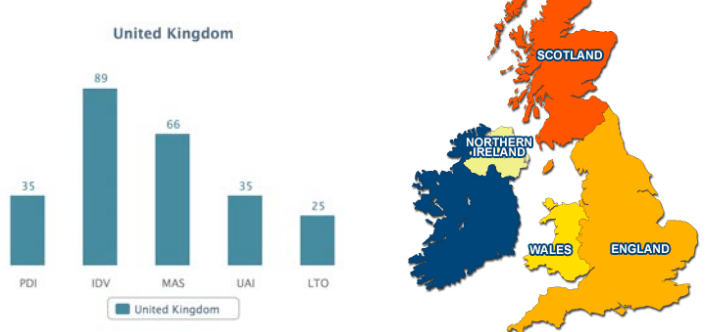 United Kingdom
89
66
35
35
25
PDI
IDV
MAS
UAI
LTO
United Kingdom
SCOTLAND
NORTHERN
IRELAND
WALES
ENGLAND